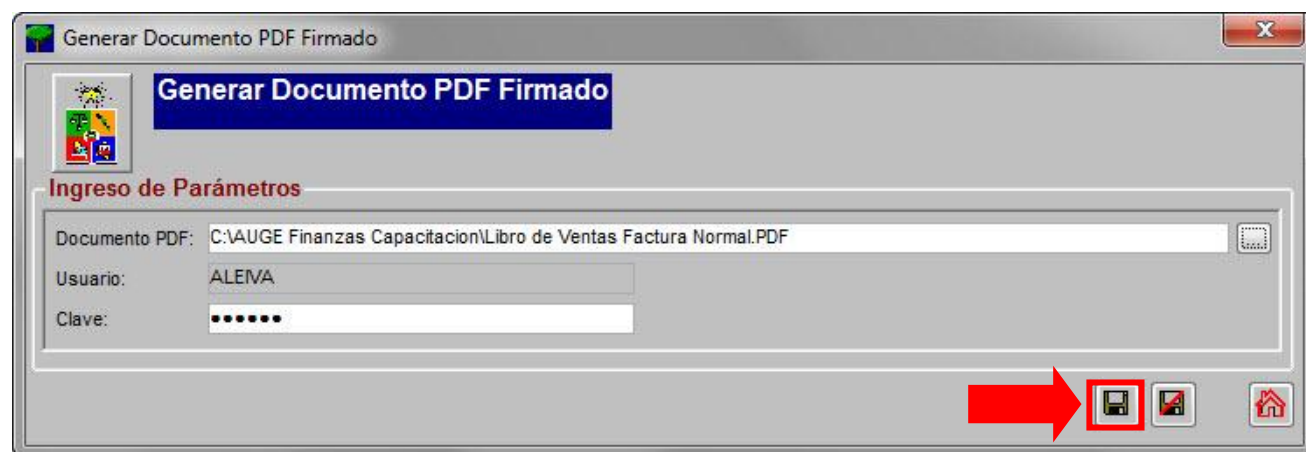 Generar Documento PDF Firmado
Generar Documento PDF Firmado
Ingreso de Parámetros
Documento PDF: C:\AUGE Finanzas Capacitacion\Libro de Ventas Factura Normal.PDF ...
Usuario: ALEIVA
Clave: ••••••